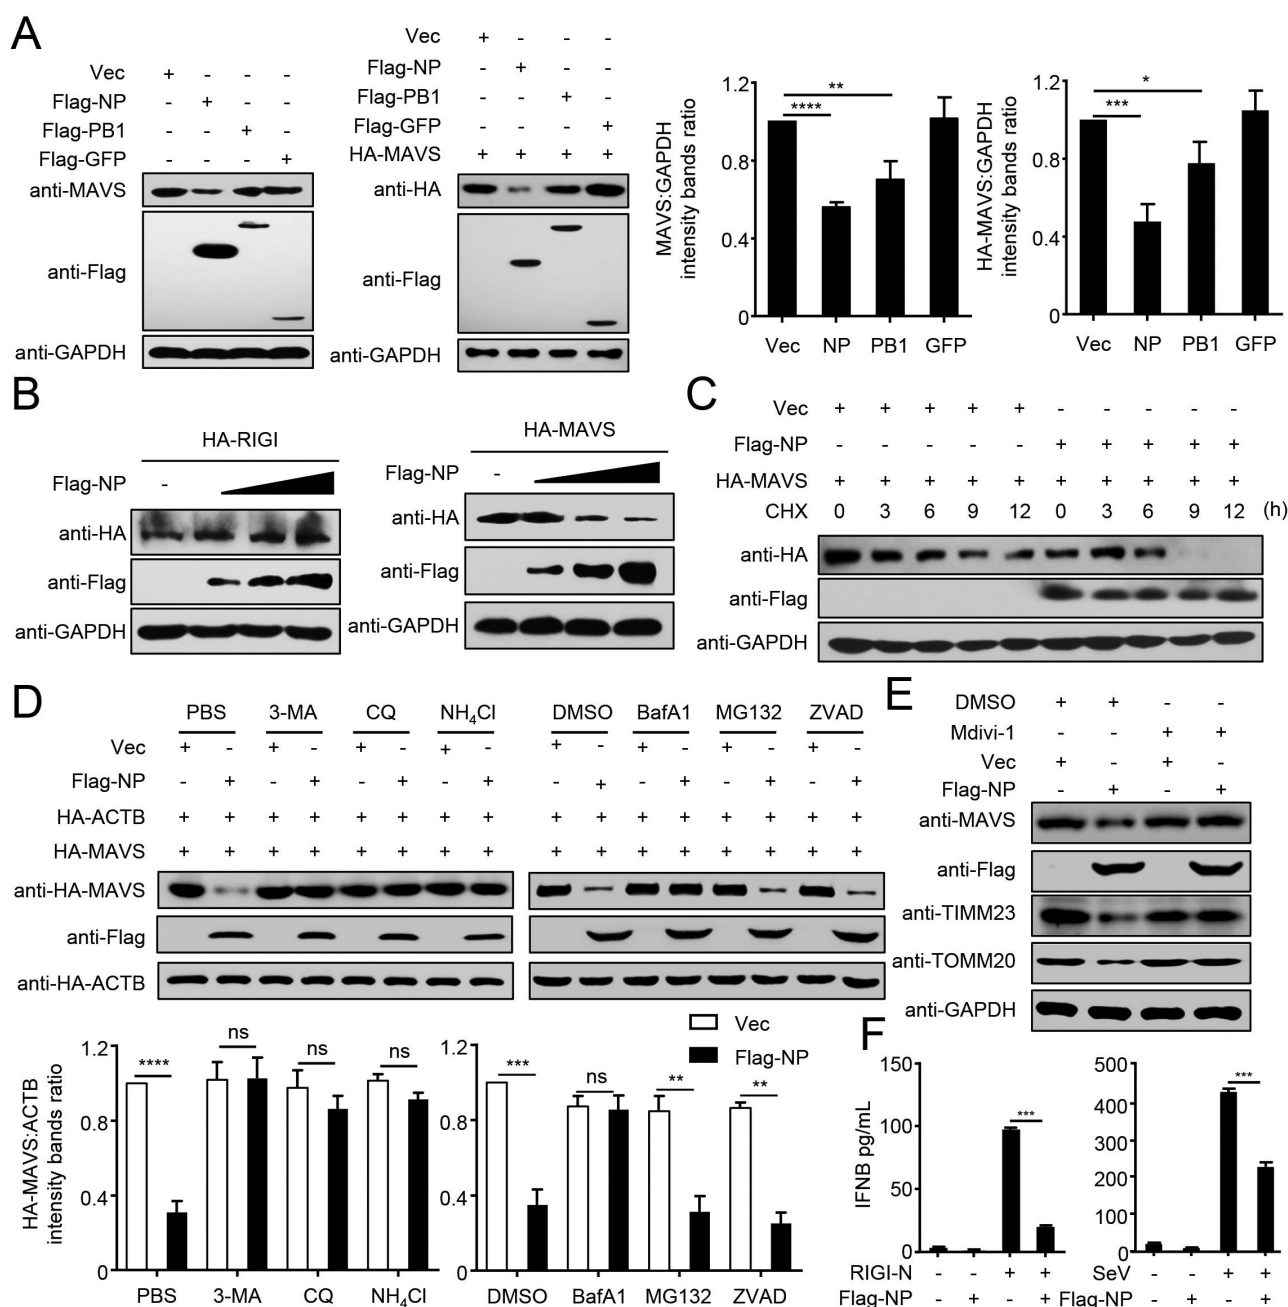 A
Vec + - - -
Flag-NP - + - -
Flag-PB1 - - + -
Flag-GFP - - - +
anti-MAVS
anti-Flag
anti-GAPDH
Vec + - - -
Flag-NP - + - -
Flag-PB1 - - + -
Flag-GFP - - - +
HA-MAVS + + + +
anti-HA
anti-Flag
anti-GAPDH
MAVS:GAPDH
intensity bands ratio
1.2
0.8
0.4
0
****
**
Vec NP PB1 GFP
HA-MAVS:GAPDH
intensity bands ratio
1.2
0.8
0.4
0
***
*
Vec NP PB1 GFP
B
HA-RIGI
Flag-NP -
anti-HA
anti-Flag
anti-GAPDH
HA-MAVS
Flag-NP -
anti-HA
anti-Flag
anti-GAPDH
C
Vec + + + + + - - - - -
Flag-NP - - - - - + + + + +
HA-MAVS + + + + + + + + + +
CHX 0 3 6 9 12 0 3 6 9 12 (h)
anti-HA
anti-Flag
anti-GAPDH
D
PBS 3-MA CQ NH₄Cl DMSO BafA1 MG132 ZVAD
Vec + - + - + - + - + - + - + - + -
Flag-NP - + - + - + - + - + - + - + - +
HA-ACTB + + + + + + + + + + + + + + + +
HA-MAVS + + + + + + + + + + + + + + + +
anti-HA-MAVS
anti-Flag
anti-HA-ACTB
Vec
Flag-NP
HA-MAVS:ACTB
intensity bands ratio
1.2
0.8
0.4
0
**** ns ns ns
PBS 3-MA CQ NH₄Cl
1.2
0.8
0.4
0
*** ns ** **
DMSO BafA1 MG132 ZVAD
E
DMSO + + - -
Mdivi-1 - - + +
Vec + - + -
Flag-NP - + - +
anti-MAVS
anti-Flag
anti-TIMM23
anti-TOMM20
anti-GAPDH
F
IFNB pg/mL
150
100
50
0
***
RIGI-N - - + +
Flag-NP - + - +
500
400
300
200
100
0
***
SeV - - + +
Flag-NP - + - +